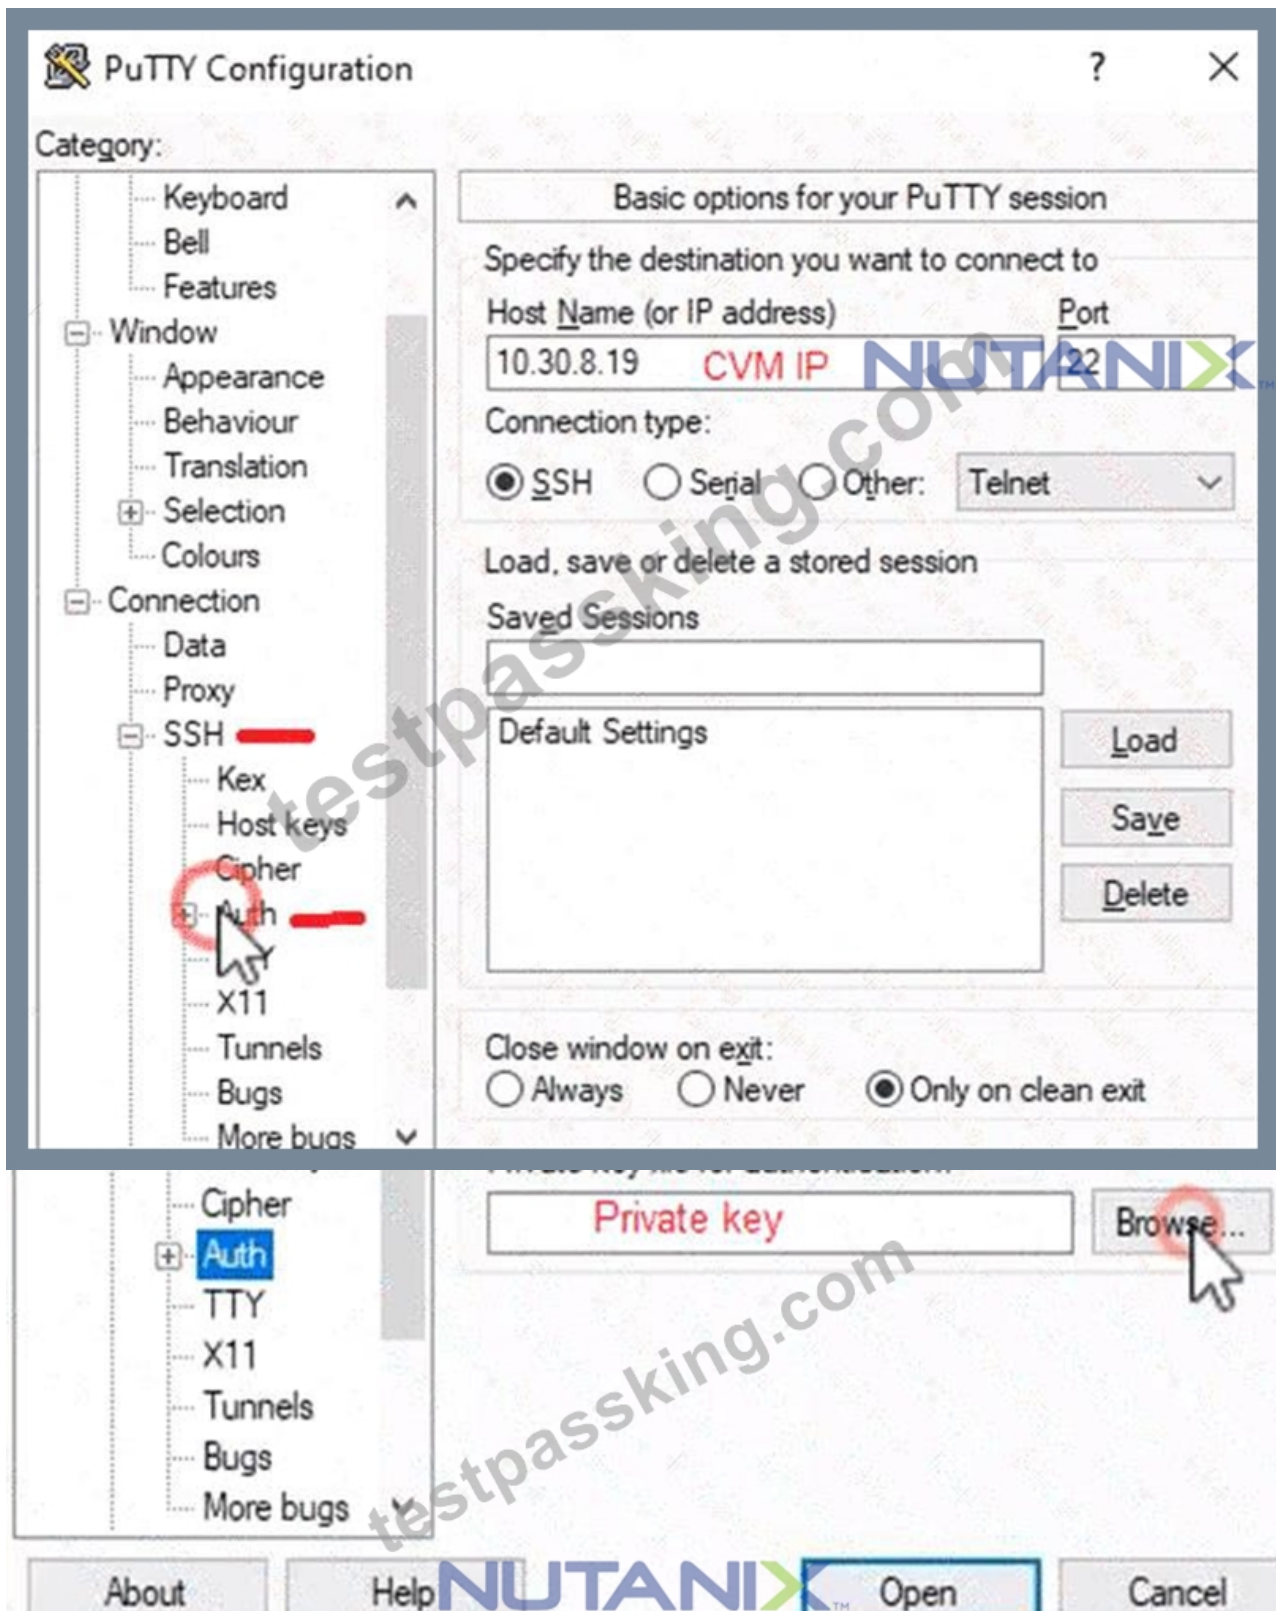 PuTTY Configuration
?
Category:
Keyboard
Bell
Features
Window
Appearance
Behaviour
Translation
Selection
Colours
Connection
Data
Proxy
SSH
Kex
Host keys
Cipher
Auth
X11
Tunnels
Bugs
More bugs
Basic options for your PuTTY session
Specify the destination you want to connect to
Host Name (or IP address)
Port
10.30.8.19
CVM IP
22
NUTANIX
TM
Connection type:
SSH
Serial
Other:
Telnet
Load, save or delete a stored session
Saved Sessions
Default Settings
Load
Save
Delete
Close window on exit:
Always
Never
Only on clean exit
testpassking.com
Cipher
Auth
TTY
X11
Tunnels
Bugs
More bugs
Private key
Browse...
testpassking.com
About
Help
NUTANIX
TM
Open
Cancel